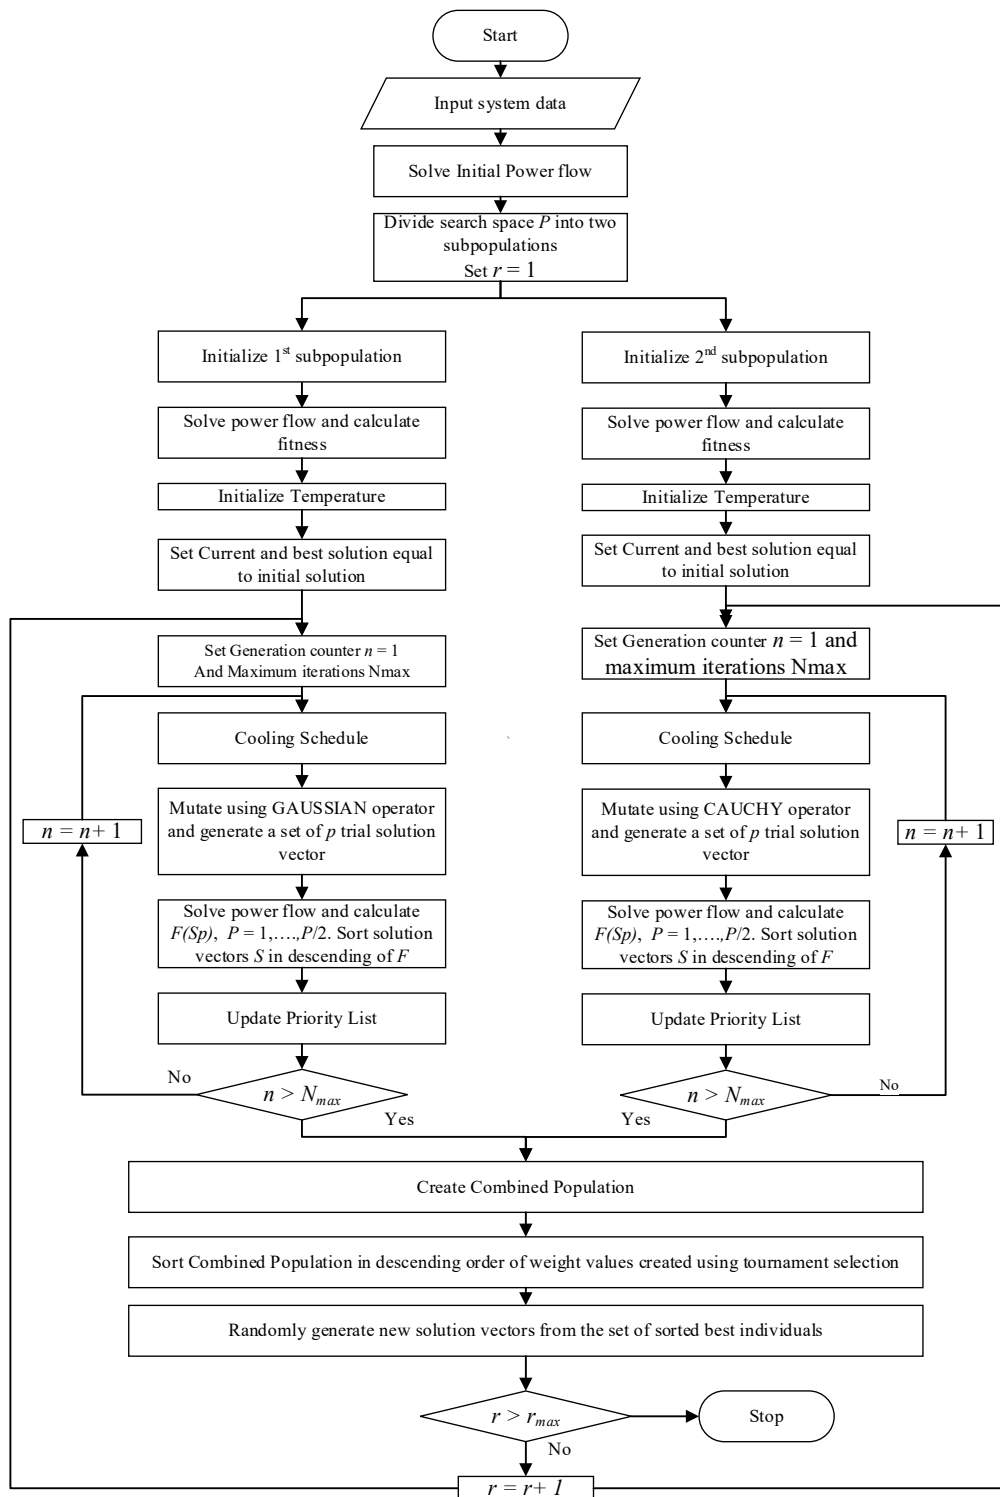 Start
Input system data
Solve Initial Power flow
Divide search space P into two
subpopulations
Set r = 1
Initialize 1st subpopulation
Solve power flow and calculate
fitness
Initialize Temperature
Set Current and best solution equal
to initial solution
Set Generation counter n = 1
And Maximum iterations Nmax
Cooling Schedule
Mutate using GAUSSIAN operator
and generate a set of p trial solution
vector
n = n+ 1
Solve power flow and calculate
F(Sp), P = 1,….,P/2. Sort solution
vectors S in descending of F
Update Priority List
No
n > Nmax
Yes
Initialize 2nd subpopulation
Solve power flow and calculate
fitness
Initialize Temperature
Set Current and best solution equal
to initial solution
Set Generation counter n = 1 and
maximum iterations Nmax
Cooling Schedule
Mutate using CAUCHY operator
and generate a set of p trial solution
vector
n = n+ 1
Solve power flow and calculate
F(Sp), P = 1,….,P/2. Sort solution
vectors S in descending of F
Update Priority List
n > Nmax
No
Yes
Create Combined Population
Sort Combined Population in descending order of weight values created using tournament selection
Randomly generate new solution vectors from the set of sorted best individuals
r > rmax
Stop
No
r = r+ 1